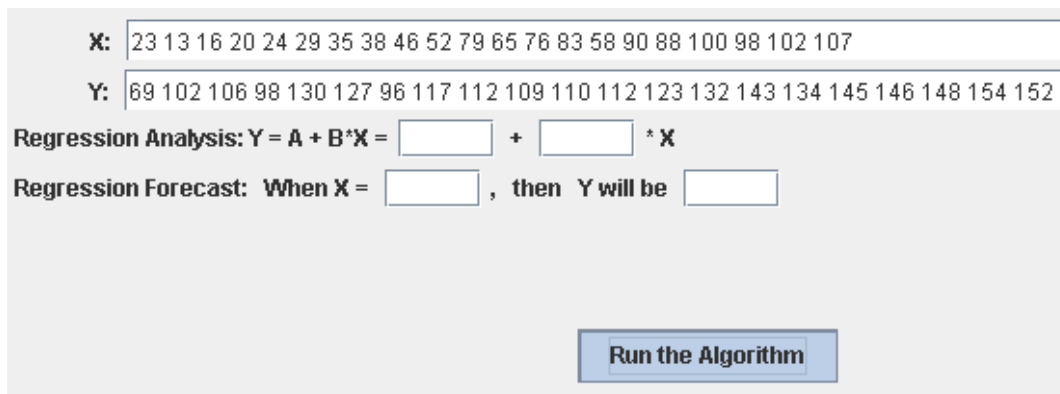 X: 23 13 16 20 24 29 35 38 46 52 79 65 76 83 58 90 88 100 98 102 107
Y: 69 102 106 98 130 127 96 117 112 109 110 112 123 132 143 134 145 146 148 154 152
Regression Analysis: Y = A + B*X = + * X
Regression Forecast: When X = , then Y will be
Run the Algorithm